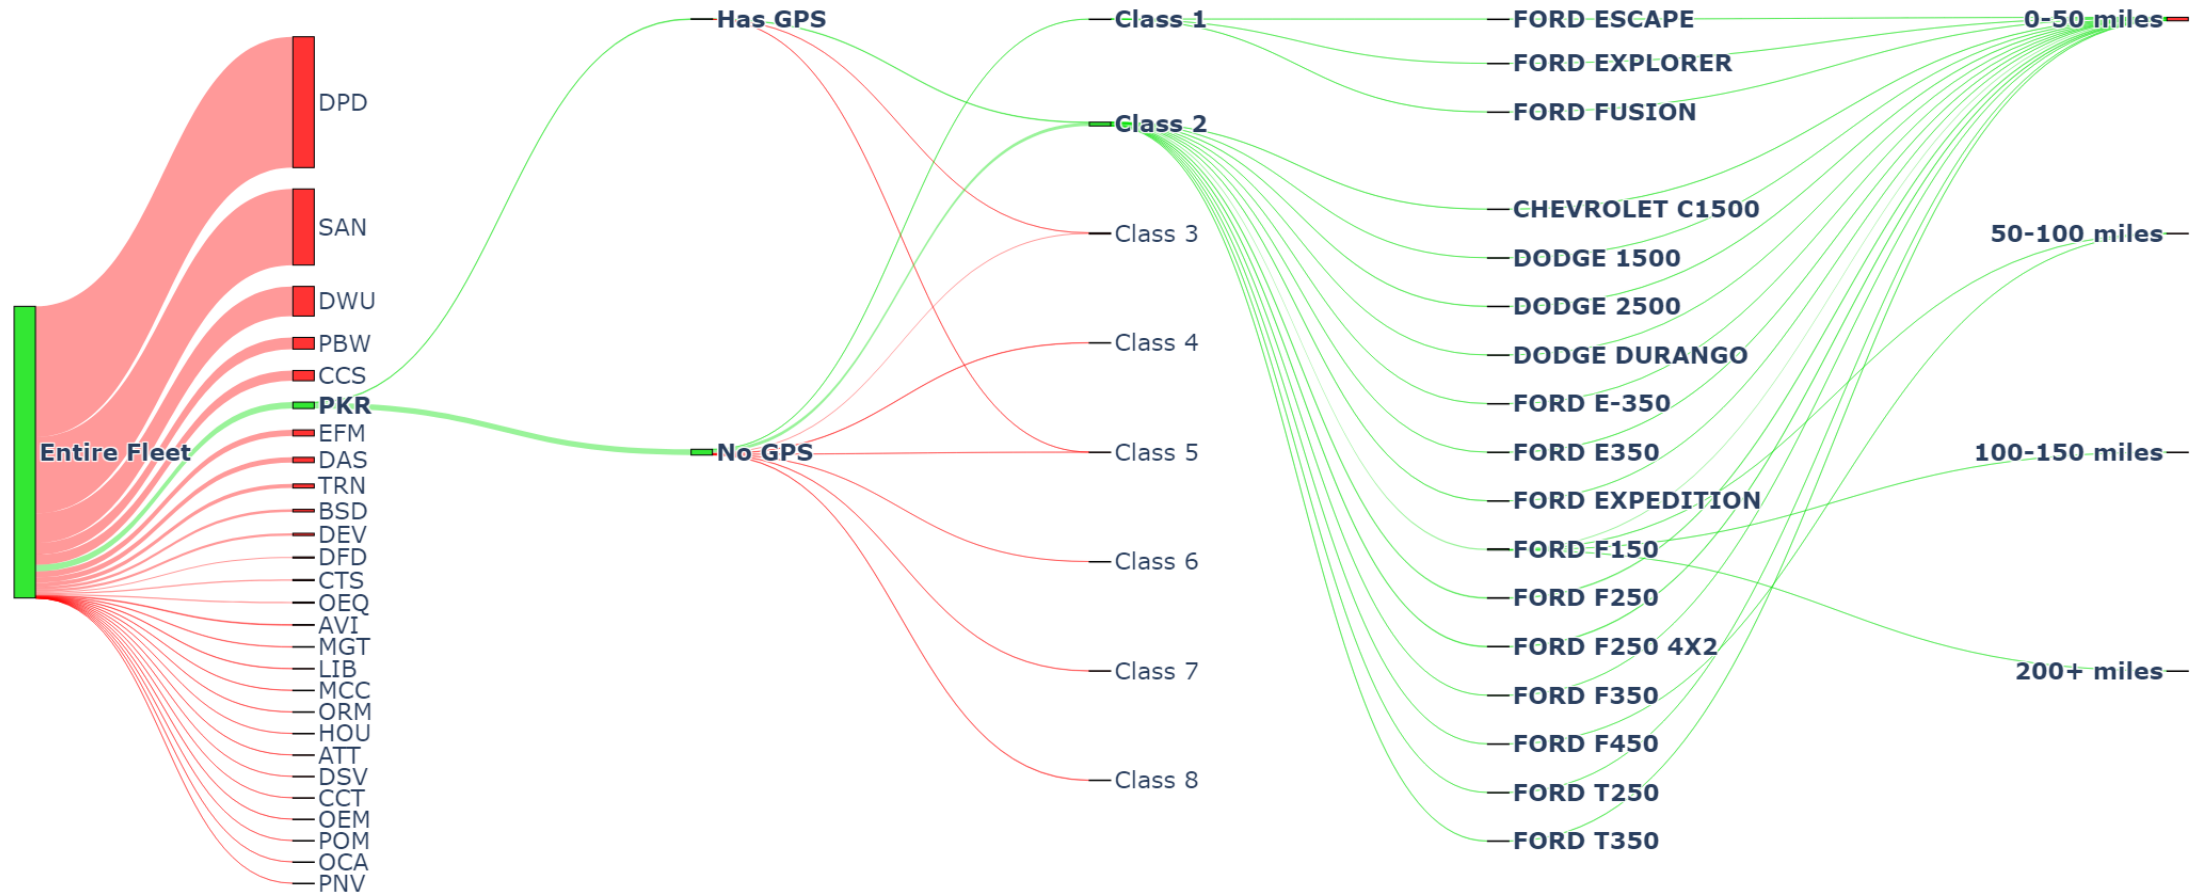 Entire Fleet
DPD
SAN
DWU
PBW
CCS
PKR
EFM
DAS
TRN
BSD
DEV
DFD
CTS
OEQ
AVI
MGT
LIB
MCC
ORM
HOU
ATT
DSV
CCT
OEM
POM
OCA
PNV
Has GPS
No GPS
Class 1
Class 2
Class 3
Class 4
Class 5
Class 6
Class 7
Class 8
FORD ESCAPE
FORD EXPLORER
FORD FUSION
CHEVROLET C1500
DODGE 1500
DODGE 2500
DODGE DURANGO
FORD E-350
FORD E350
FORD EXPEDITION
FORD F150
FORD F250
FORD F250 4X2
FORD F350
FORD F450
FORD T250
FORD T350
0-50 miles
50-100 miles
100-150 miles
200+ miles